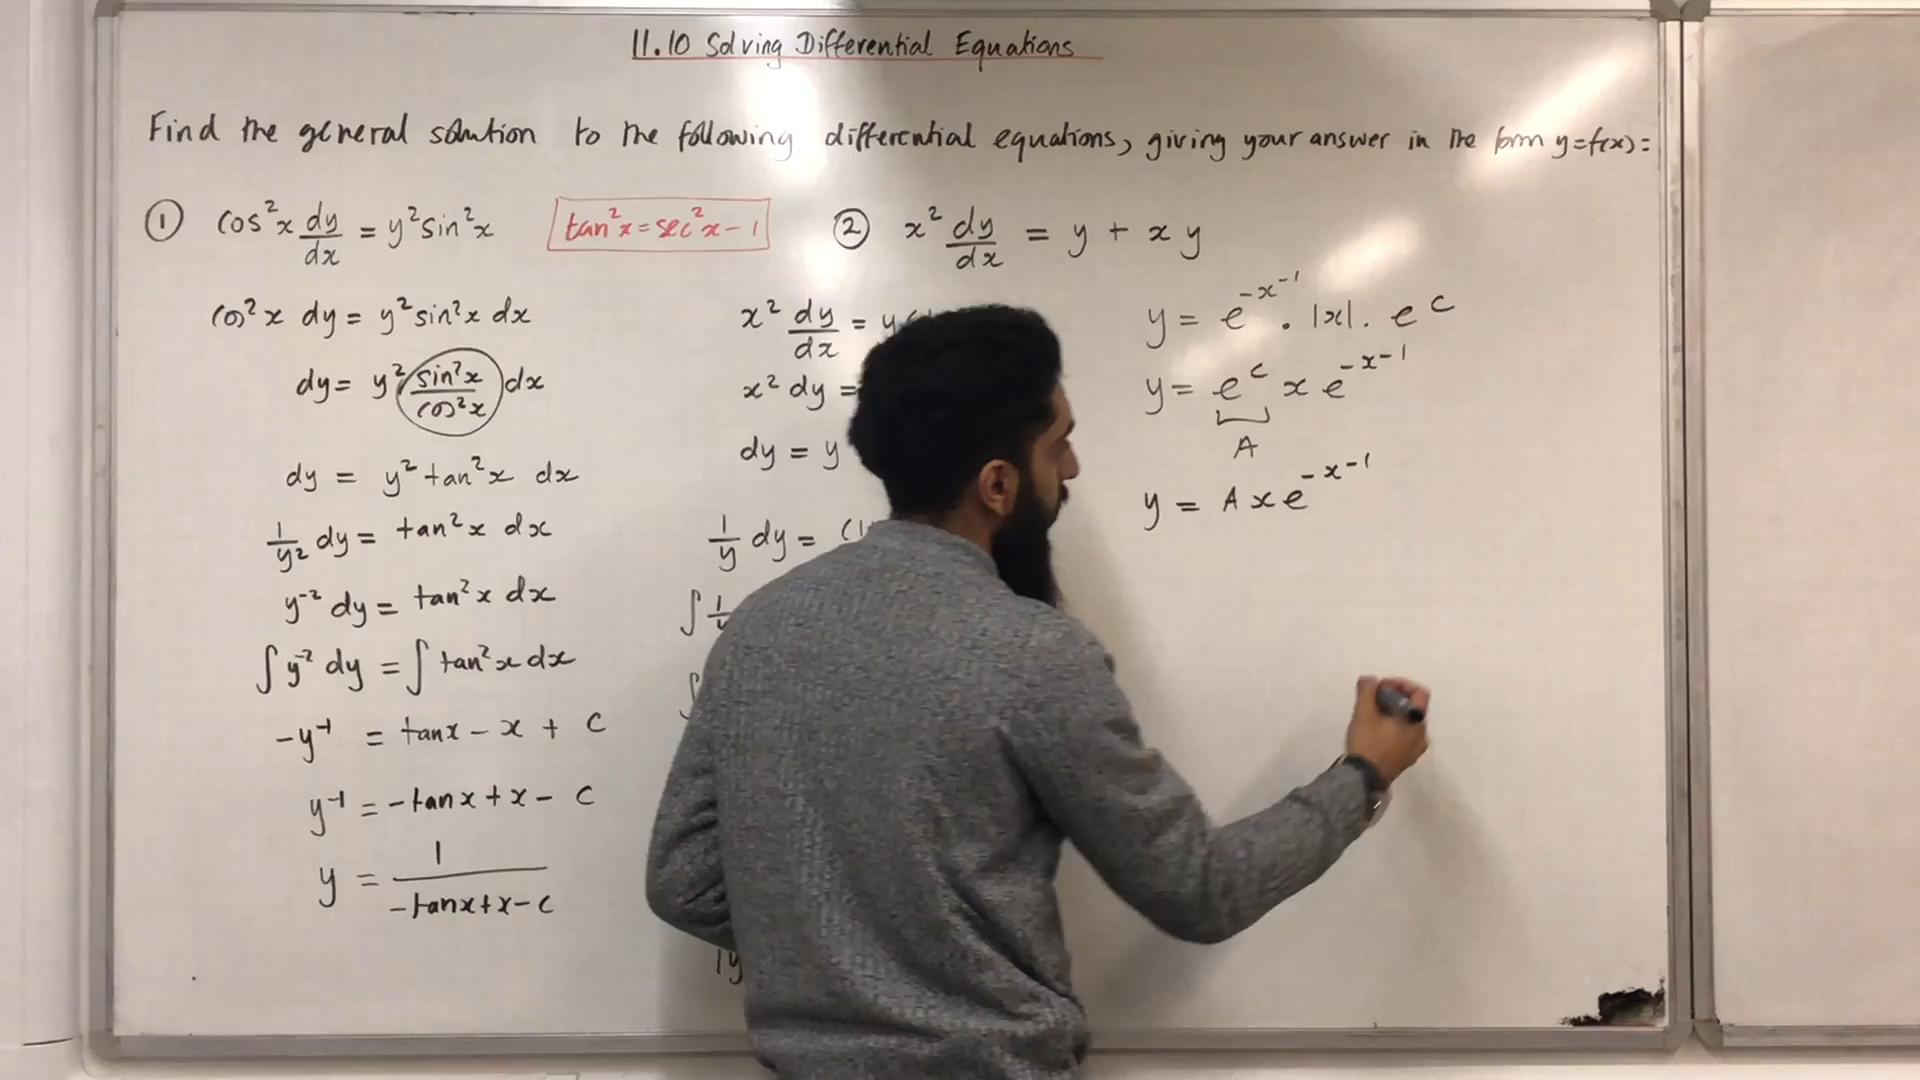 11.10 Solving Differential Equations
Find the general solution to the following differential equations, giving your answer in the form y=f(x):
① cos²x dy/dx = y²sin²x
tan²x = sec²x - 1
cos²x dy = y²sin²x dx
dy = y² sin²x/cos²x dx
dy = y² tan²x dx
1/y² dy = tan²x dx
y⁻² dy = tan²x dx
∫ y⁻² dy = ∫ tan²x dx
-y⁻¹ = tanx - x + c
y⁻¹ = -tanx + x - c
y = 1/(-tanx + x - c)
② x² dy/dx = y + xy
x² dy/dx = y
x² dy =
dy = y
1/y dy = (1
∫ 1/
∫
|y
y = e^(-x⁻¹) . |x| . e^c
y = e^c x e^(-x⁻¹)
A
y = A x e^(-x⁻¹)